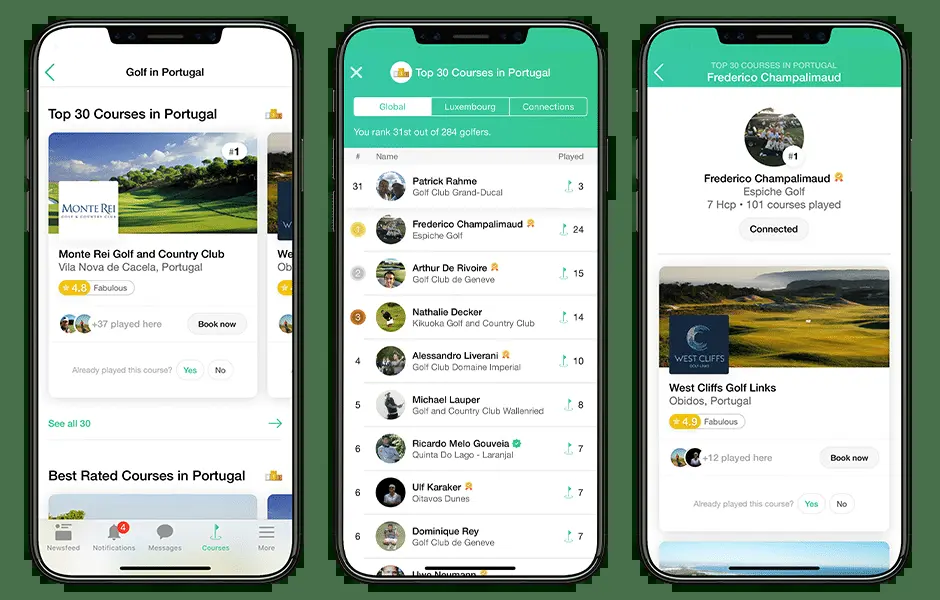 Golf in Portugal
Top 30 Courses in Portugal
#1
MONTE REI
GOLF & COUNTRY CLUB
Monte Rei Golf and Country Club
Vila Nova de Cacela, Portugal
4.8 Fabulous
+37 played here
Book now
Already played this course? Yes No
We
Ob
See all 30
Best Rated Courses in Portugal
4
Newsfeed Notifications Messages Courses More
Top 30 Courses in Portugal
Global Luxembourg Connections
You rank 31st out of 284 golfers.
# Name Played
31 Patrick Rahme 3
Golf Club Grand-Ducal
1 Frederico Champalimaud 24
Espiche Golf
2 Arthur De Rivoire 15
Golf Club de Geneve
3 Nathalie Decker 14
Kikuoka Golf and Country Club
4 Alessandro Liverani 10
Golf Club Domaine Imperial
5 Michael Lauper 8
Golf and Country Club Wallenried
6 Ricardo Melo Gouveia 7
Quinta Do Lago - Laranjal
6 Ulf Karaker 7
Oitavos Dunes
6 Dominique Rey 7
Golf Club de Geneve
Uwe Neumann
TOP 30 COURSES IN PORTUGAL
Frederico Champalimaud
#1
Frederico Champalimaud
Espiche Golf
7 Hcp • 101 courses played
Connected
WEST CLIFFS
GOLF LINKS
West Cliffs Golf Links
Obidos, Portugal
4.9 Fabulous
+12 played here
Book now
Already played this course? Yes No